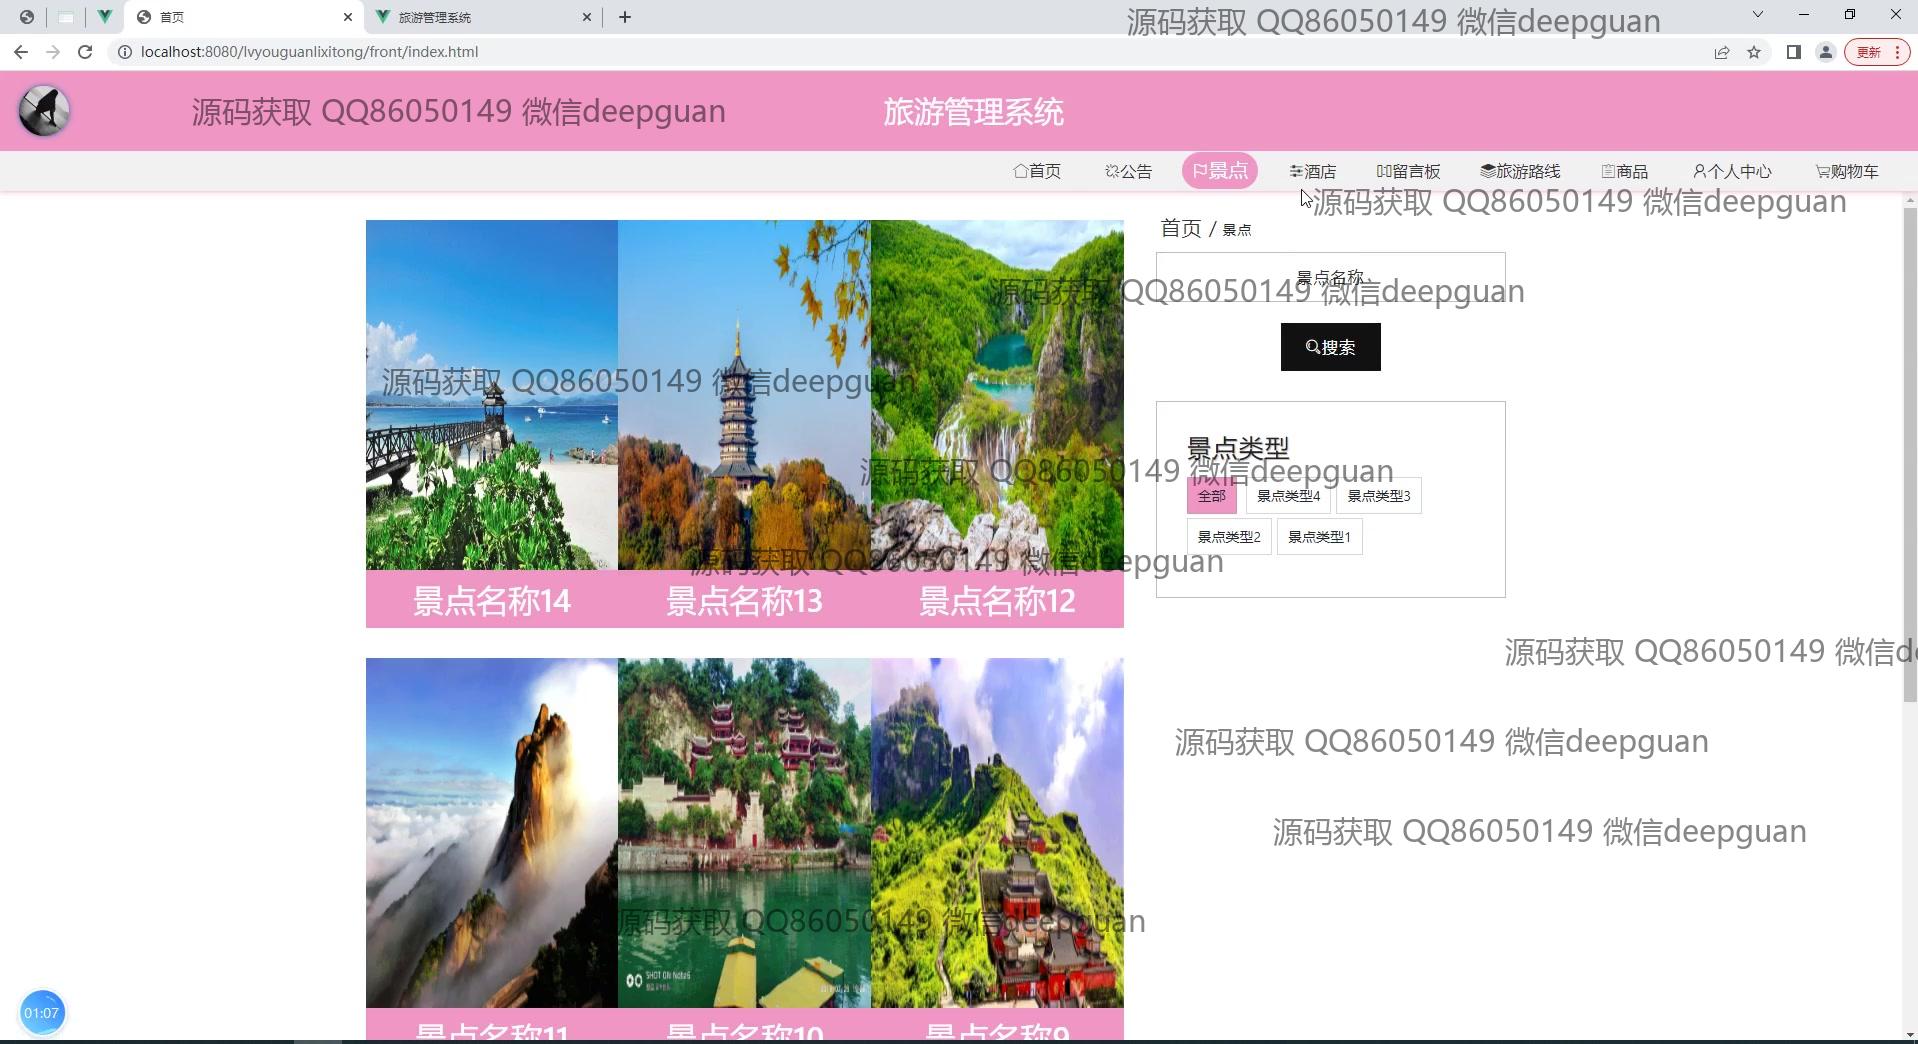 首页
旅游管理系统
源码获取 QQ86050149 微信deepguan
localhost:8080/lvyouguanlixitong/front/index.html
更新
源码获取 QQ86050149 微信deepguan
旅游管理系统
首页 公告 景点 酒店 留言板 旅游路线 商品 个人中心 购物车
源码获取 QQ86050149 微信deepguan
首页 / 景点
景点名称
源码获取 QQ86050149 微信deepguan
搜索
源码获取 QQ86050149 微信deepguan
景点类型
源码获取 QQ86050149 微信deepguan
全部 景点类型4 景点类型3
景点类型2 景点类型1
源码获取 QQ86050149 微信deepguan
景点名称14 景点名称13 景点名称12
源码获取 QQ86050149 微信de
源码获取 QQ86050149 微信deepguan
源码获取 QQ86050149 微信deepguan
源码获取 QQ86050149 微信deepguan
SHOT ON Note5
01:07
景点名称11 景点名称10 景点名称9